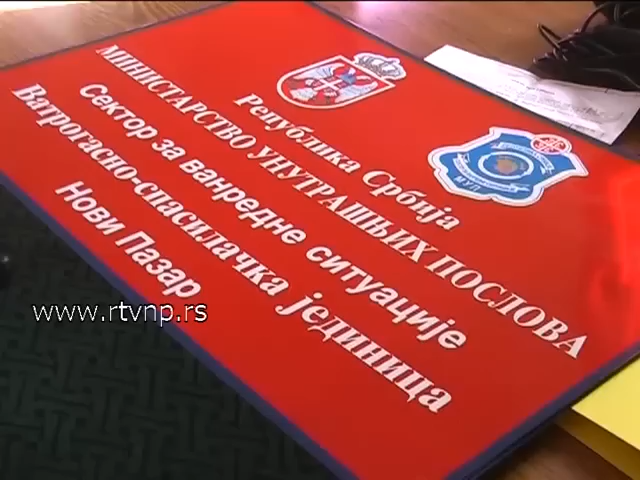 Република Србија
МИНИСТАРСТВО УНУТРАШЊИХ ПОСЛОВА
Сектор за ванредне ситуације
Ватрогасно-спасилачка јединица
Нови Пазар
МУП
www.rtvnp.rs